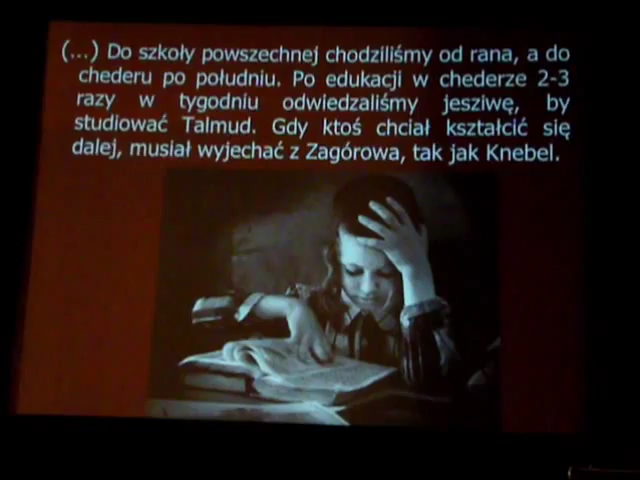 (...) Do szkoły powszechnej chodziliśmy od rana, a do
chederu po południu. Po edukacji w chederze 2-3
razy w tygodniu odwiedzaliśmy jesziwę, by
studiować Talmud. Gdy ktoś chciał kształcić się
dalej, musiał wyjechać z Zagórowa, tak jak Knebel.